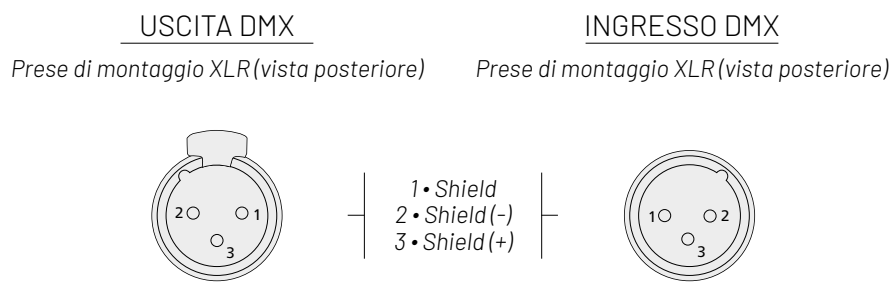 USCITA DMX
Prese di montaggio XLR (vista posteriore)
INGRESSO DMX
Prese di montaggio XLR (vista posteriore)
2 1
3
1 • Shield
2 • Shield (-)
3 • Shield (+)
1 2
3